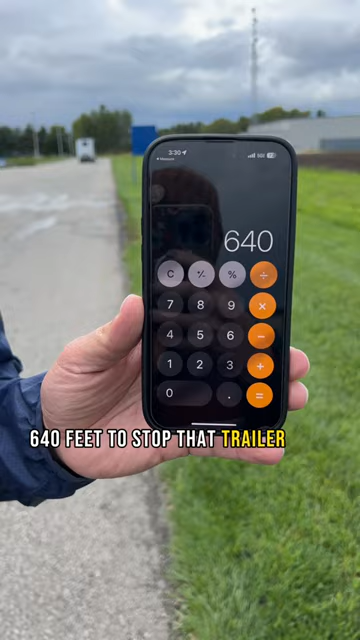 3:30
◀ Measure
640
C +/- % ÷
7 8 9 ×
4 5 6 −
1 2 3 +
0 . =
640 FEET TO STOP THAT TRAILER